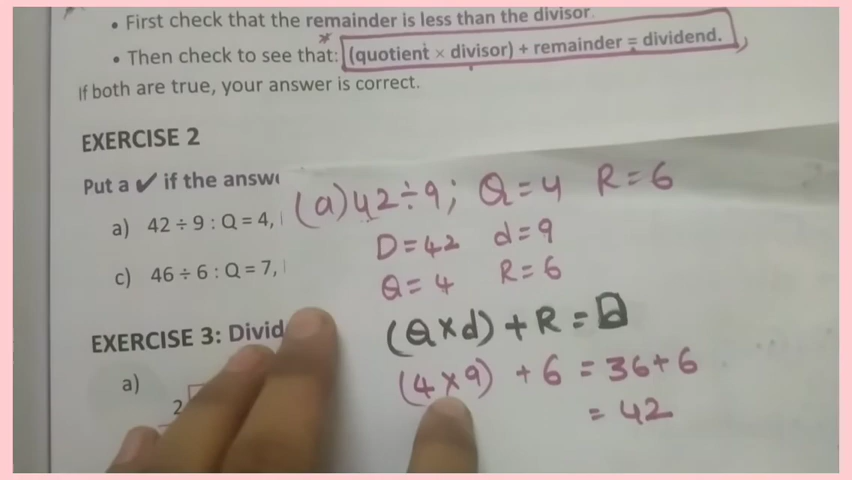 • First check that the remainder is less than the divisor.
• Then check to see that: (quotient × divisor) + remainder = dividend.
If both are true, your answer is correct.
EXERCISE 2
Put a ✔ if the answ
a) 42 ÷ 9 : Q = 4,
c) 46 ÷ 6 : Q = 7,
EXERCISE 3: Divid
a)
2
(a) 42 ÷ 9 ; Q = 4 R = 6
D = 42 d = 9
Q = 4 R = 6
(Q × d) + R = D
(4 × 9) + 6 = 36 + 6
= 42